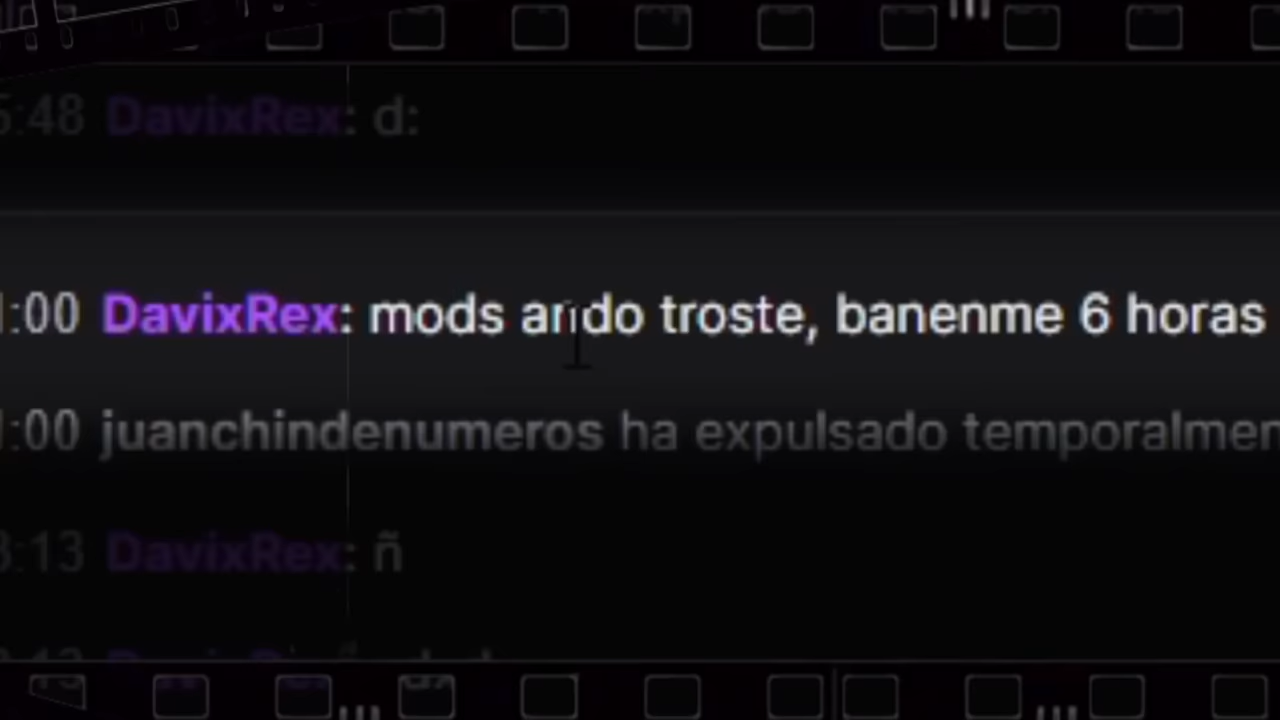 5:48 DavixRex: d:
1:00 DavixRex: mods ando troste, banenme 6 horas
1:00 juanchindenumeros ha expulsado temporalmen
3:13 DavixRex: ñ